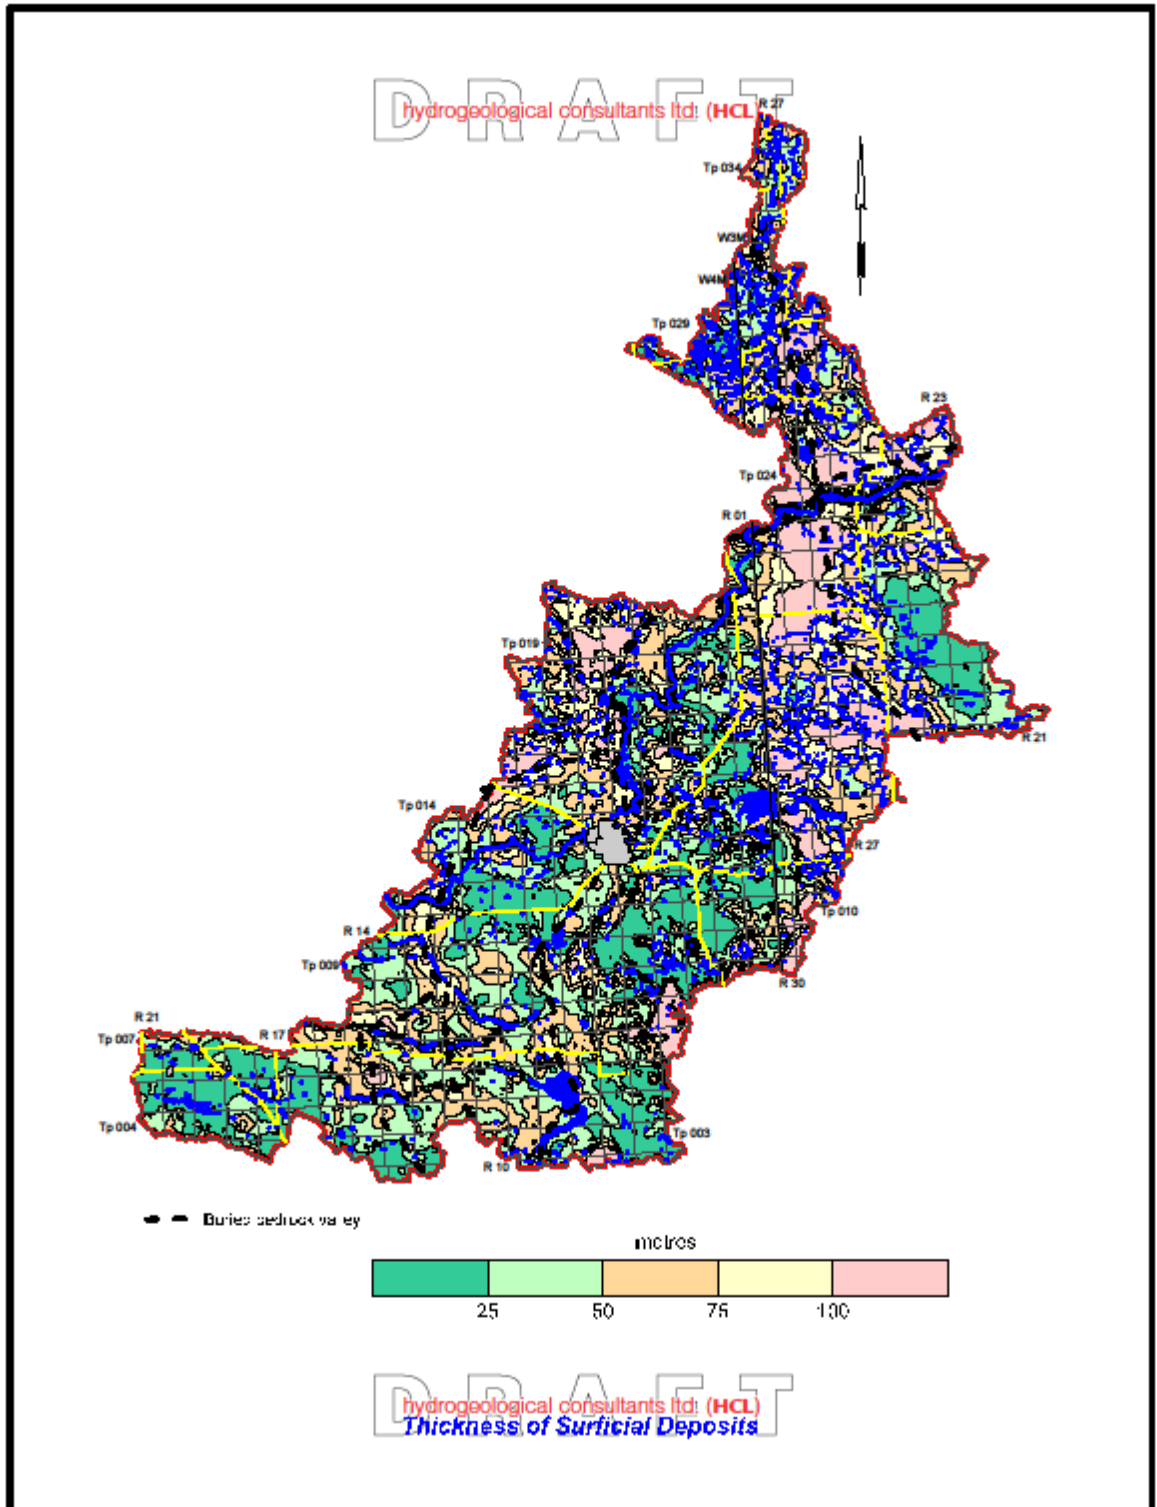 DRAFT
hydrogeological consultants ltd. (HCL)
R 27
Tp 034
W3M
W4M
Tp 029
R 23
Tp 024
R 01
Tp 019
R 21
Tp 014
R 27
Tp 010
R 14
Tp 009
R 30
R 21
Tp 007
R 17
Tp 004
Tp 003
R 10
Buried bedrock valley
metres
25 50 75 100
DRAFT
hydrogeological consultants ltd. (HCL)
Thickness of Surficial Deposits